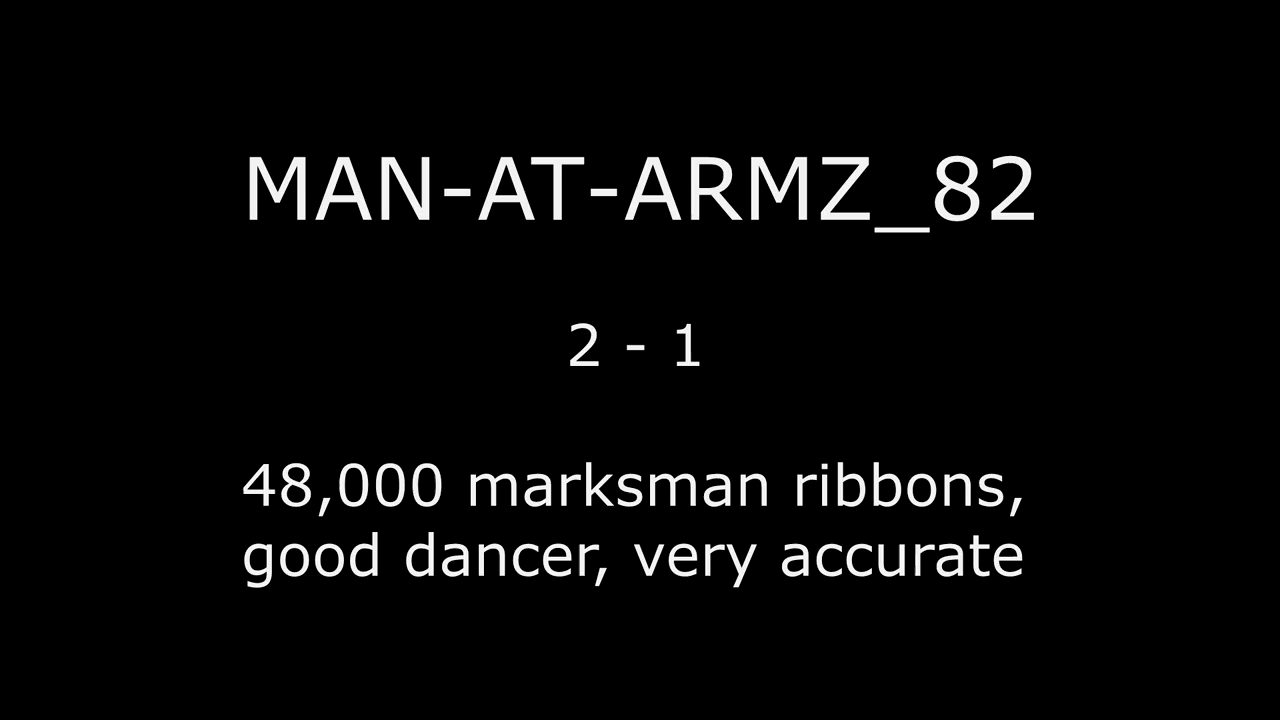 MAN-AT-ARMZ_82
2 - 1
48,000 marksman ribbons,
good dancer, very accurate